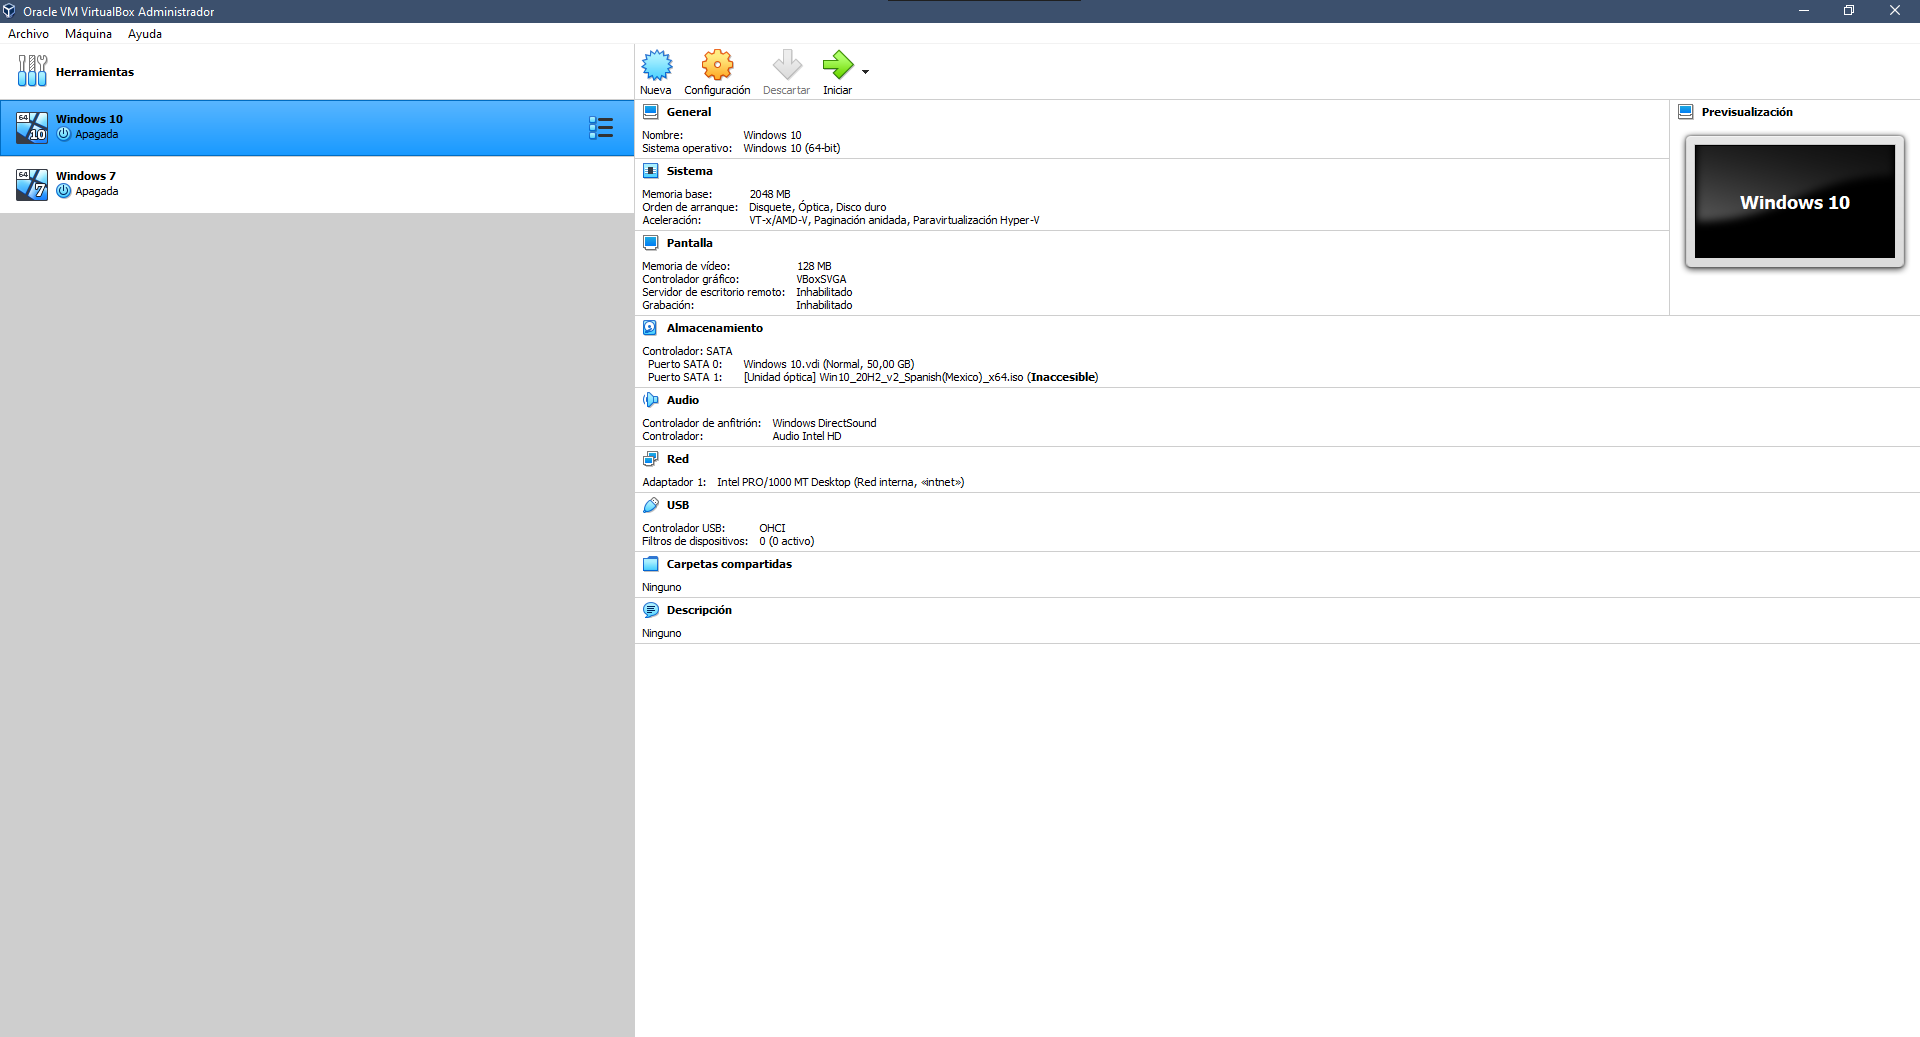 Oracle VM VirtualBox Administrador
Archivo Máquina Ayuda
Herramientas
64 10 Windows 10
Apagada
64 7 Windows 7
Apagada
Nueva Configuración Descartar Iniciar
General
Nombre: Windows 10
Sistema operativo: Windows 10 (64-bit)
Sistema
Memoria base: 2048 MB
Orden de arranque: Disquete, Óptica, Disco duro
Aceleración: VT-x/AMD-V, Paginación anidada, Paravirtualización Hyper-V
Pantalla
Memoria de vídeo: 128 MB
Controlador gráfico: VBoxSVGA
Servidor de escritorio remoto: Inhabilitado
Grabación: Inhabilitado
Previsualización
Windows 10
Almacenamiento
Controlador: SATA
Puerto SATA 0: Windows 10.vdi (Normal, 50,00 GB)
Puerto SATA 1: [Unidad óptica] Win10_20H2_v2_Spanish(Mexico)_x64.iso (Inaccesible)
Audio
Controlador de anfitrión: Windows DirectSound
Controlador: Audio Intel HD
Red
Adaptador 1: Intel PRO/1000 MT Desktop (Red interna, «intnet»)
USB
Controlador USB: OHCI
Filtros de dispositivos: 0 (0 activo)
Carpetas compartidas
Ninguno
Descripción
Ninguno